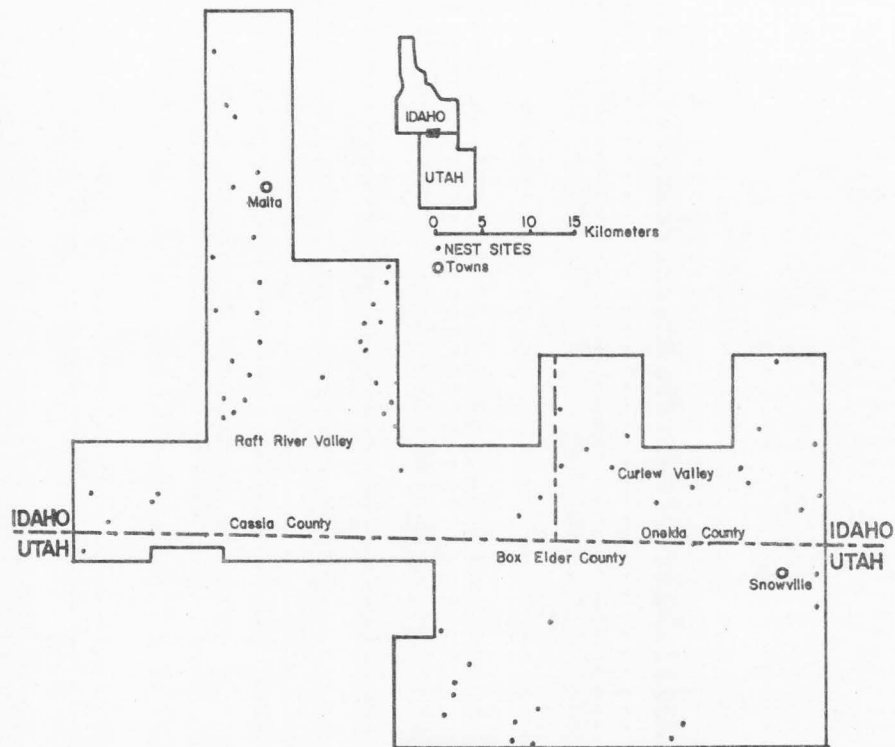 IDAHO
UTAH
Malta
0 5 10 15
Kilometers
NEST SITES
Towns
Raft River Valley
Curlew Valley
IDAHO
UTAH
Cassia County
Oneida County
Box Elder County
IDAHO
UTAH
Snowville